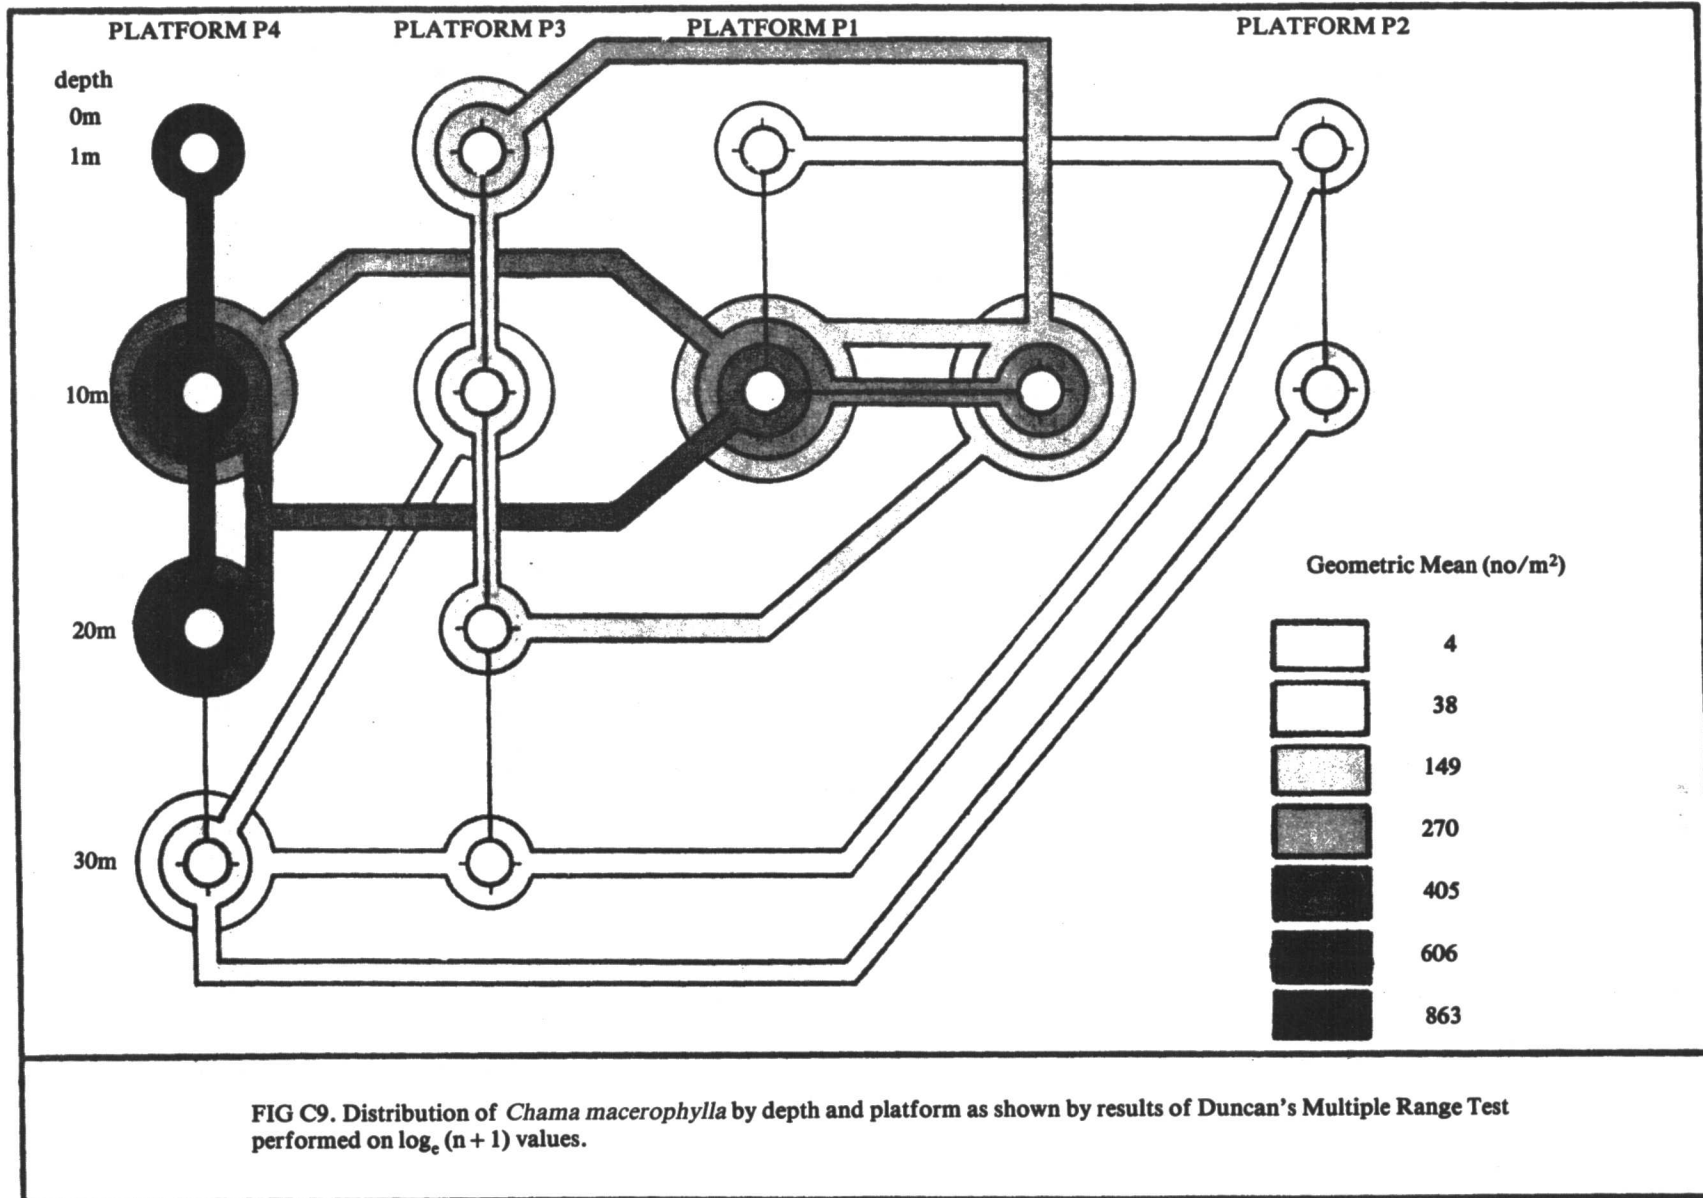 PLATFORM P4 PLATFORM P3 PLATFORM P1 PLATFORM P2
depth
0m
1m
10m
20m
30m
Geometric Mean (no/m²)
4
38
149
270
405
606
863
FIG C9. Distribution of Chama macerophylla by depth and platform as shown by results of Duncan's Multiple Range Test
performed on logₑ (n + 1) values.